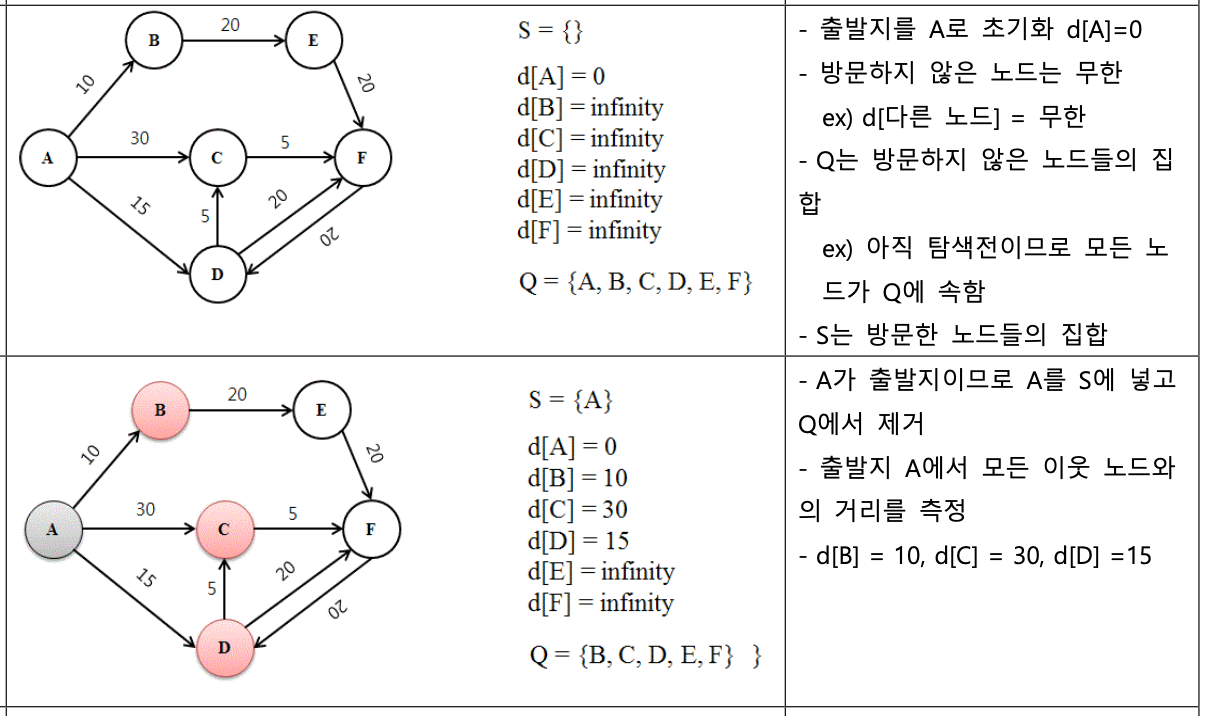 B
20
E
10
20
A
30
C
5
F
15
5
20
20
D
S = {}
d[A] = 0
d[B] = infinity
d[C] = infinity
d[D] = infinity
d[E] = infinity
d[F] = infinity
Q = {A, B, C, D, E, F}
- 출발지를 A로 초기화 d[A]=0
- 방문하지 않은 노드는 무한
ex) d[다른 노드] = 무한
- Q는 방문하지 않은 노드들의 집
합
ex) 아직 탐색전이므로 모든 노
드가 Q에 속함
- S는 방문한 노드들의 집합
B
20
E
10
20
A
30
C
5
F
15
5
20
20
D
S = {A}
d[A] = 0
d[B] = 10
d[C] = 30
d[D] = 15
d[E] = infinity
d[F] = infinity
Q = {B, C, D, E, F} }
- A가 출발지이므로 A를 S에 넣고
Q에서 제거
- 출발지 A에서 모든 이웃 노드와
의 거리를 측정
- d[B] = 10, d[C] = 30, d[D] =15